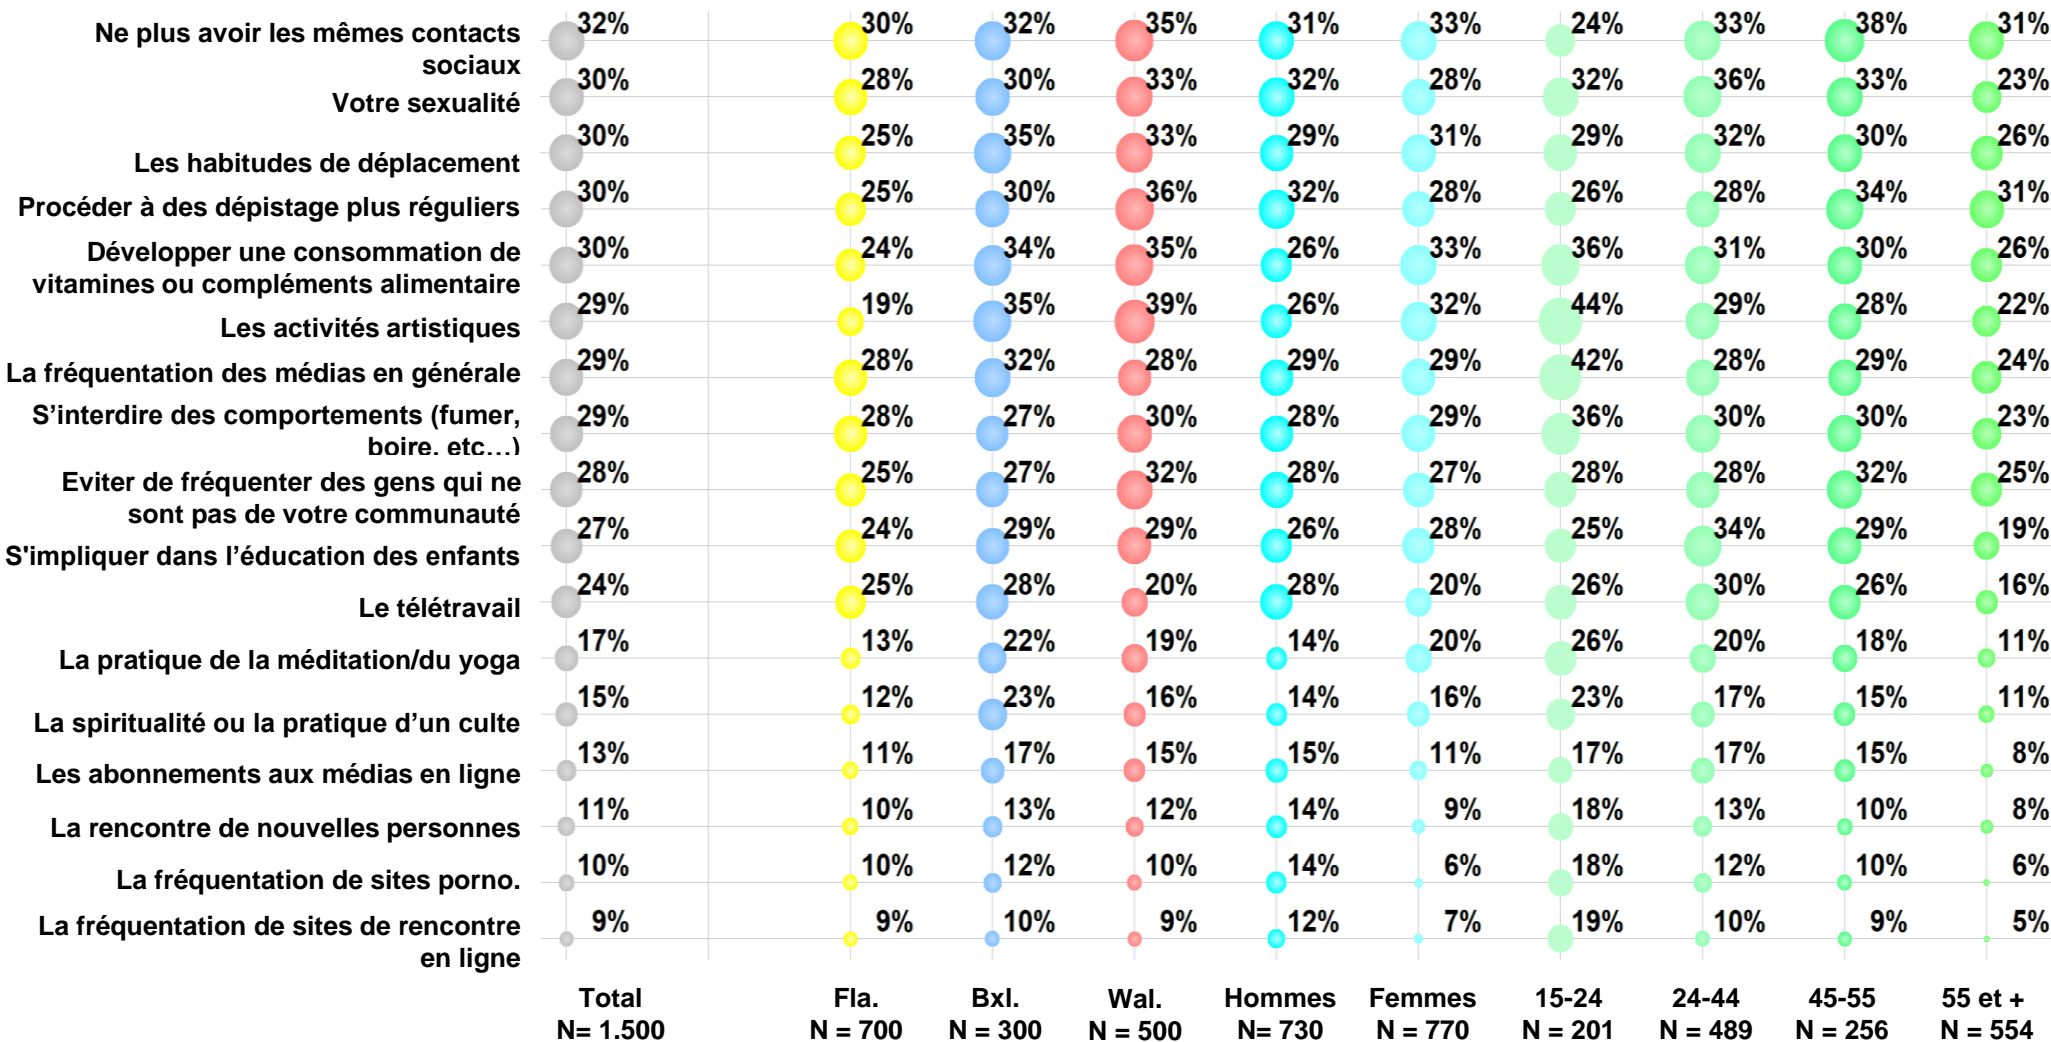 Ne plus avoir les mêmes contacts
sociaux
32% 30% 32% 35% 31% 33% 24% 33% 38% 31%
Votre sexualité
30% 28% 30% 33% 32% 28% 32% 36% 33% 23%
Les habitudes de déplacement
30% 25% 35% 33% 29% 31% 29% 32% 30% 26%
Procéder à des dépistage plus réguliers
30% 25% 30% 36% 32% 28% 26% 28% 34% 31%
Développer une consommation de
vitamines ou compléments alimentaire
30% 24% 34% 35% 26% 33% 36% 31% 30% 26%
Les activités artistiques
29% 19% 35% 39% 26% 32% 44% 29% 28% 22%
La fréquentation des médias en générale
29% 28% 32% 28% 29% 29% 42% 28% 29% 24%
S’interdire des comportements (fumer,
boire, etc…)
29% 28% 27% 30% 28% 29% 36% 30% 30% 23%
Eviter de fréquenter des gens qui ne
sont pas de votre communauté
28% 25% 27% 32% 28% 27% 28% 28% 32% 25%
S'impliquer dans l’éducation des enfants
27% 24% 29% 29% 26% 28% 25% 34% 29% 19%
Le télétravail
24% 25% 28% 20% 28% 20% 26% 30% 26% 16%
La pratique de la méditation/du yoga
17% 13% 22% 19% 14% 20% 26% 20% 18% 11%
La spiritualité ou la pratique d’un culte
15% 12% 23% 16% 14% 16% 23% 17% 15% 11%
Les abonnements aux médias en ligne
13% 11% 17% 15% 15% 11% 17% 17% 15% 8%
La rencontre de nouvelles personnes
11% 10% 13% 12% 14% 9% 18% 13% 10% 8%
La fréquentation de sites porno.
10% 10% 12% 10% 14% 6% 18% 12% 10% 6%
La fréquentation de sites de rencontre
en ligne
9% 9% 10% 9% 12% 7% 19% 10% 9% 5%
Total Fla. Bxl. Wal. Hommes Femmes 15-24 24-44 45-55 55 et +
N= 1.500 N = 700 N = 300 N = 500 N= 730 N = 770 N = 201 N = 489 N = 256 N = 554